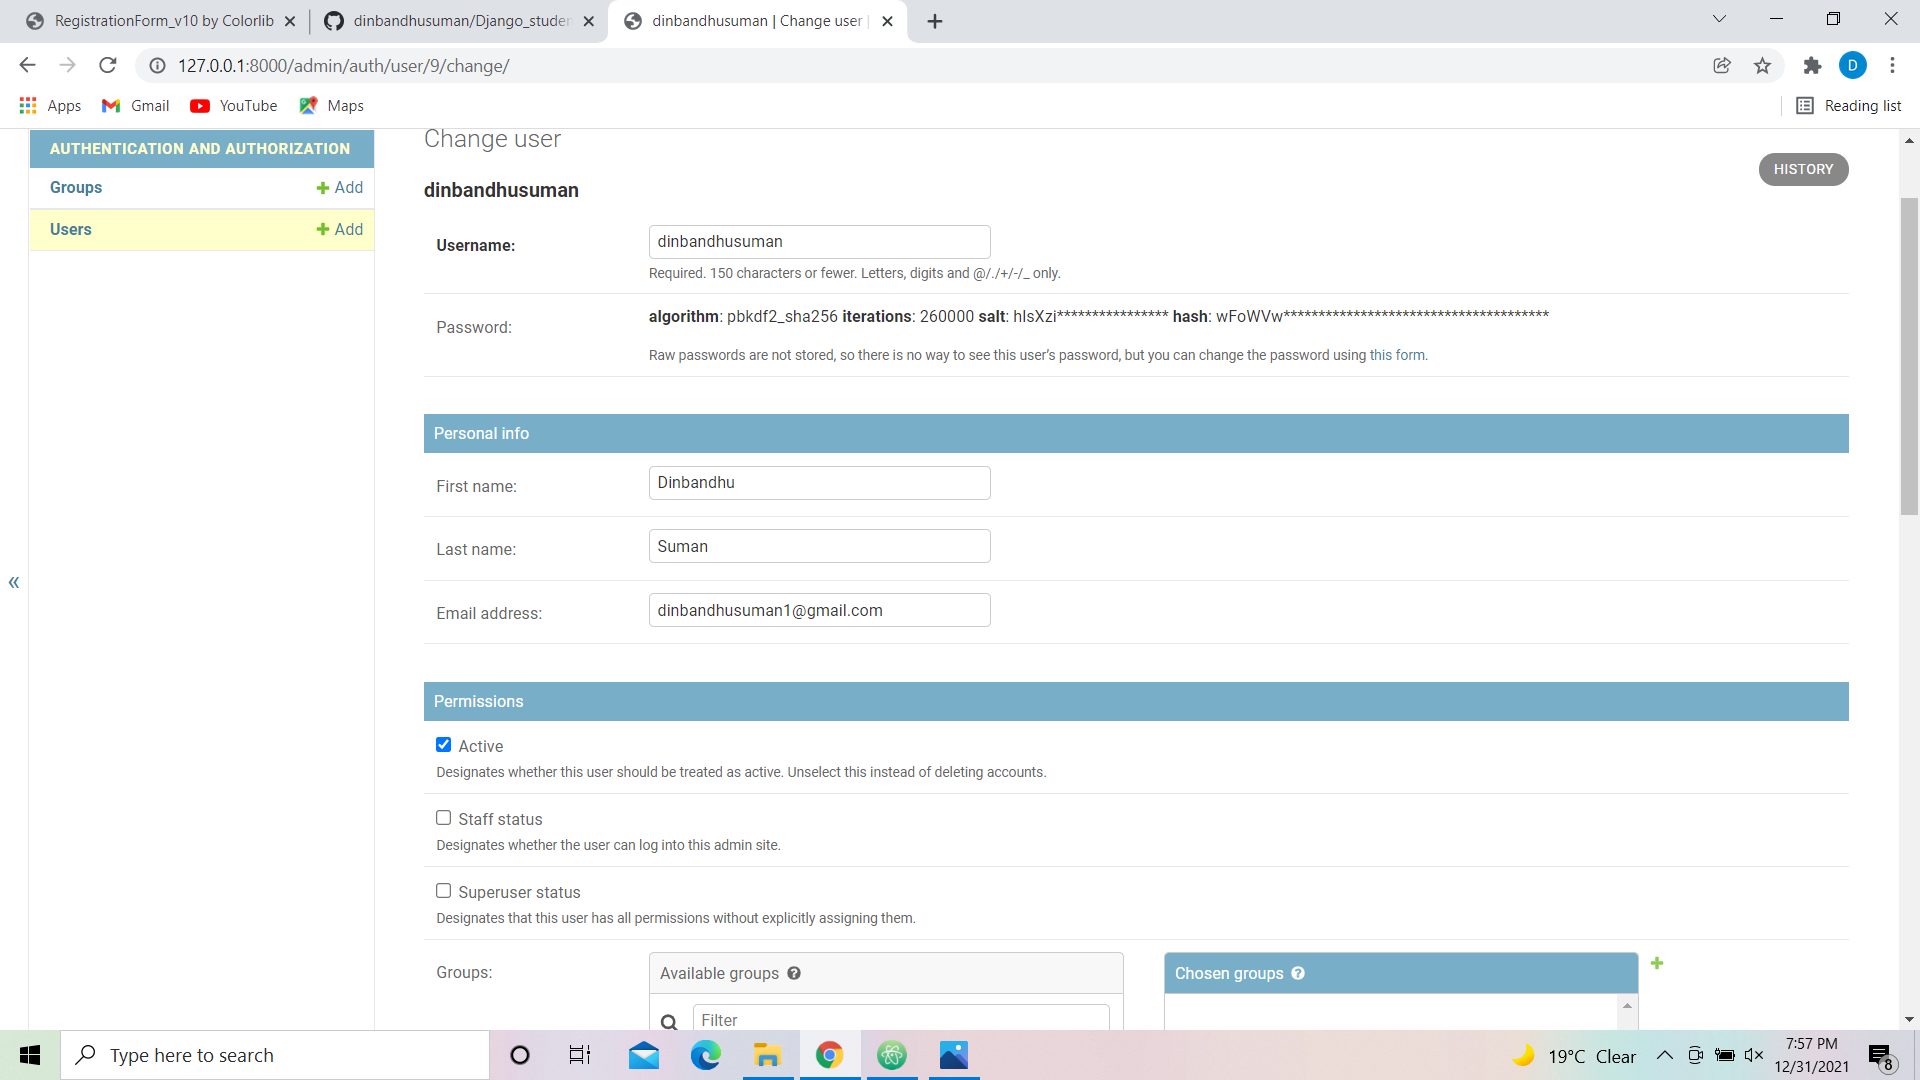 RegistrationForm_v10 by Colorlib
dinbandhusuman/Django_studen
dinbandhusuman | Change user |
127.0.0.1:8000/admin/auth/user/9/change/
D
Apps
Gmail
YouTube
Maps
Reading list
AUTHENTICATION AND AUTHORIZATION
Groups
Add
Users
Add
«
Change user
HISTORY
dinbandhusuman
Username:
dinbandhusuman
Required. 150 characters or fewer. Letters, digits and @/./+/-/_ only.
Password:
algorithm: pbkdf2_sha256 iterations: 260000 salt: hIsXzi**************** hash: wFoWVw**************************************
Raw passwords are not stored, so there is no way to see this user’s password, but you can change the password using this form.
Personal info
First name:
Dinbandhu
Last name:
Suman
Email address:
dinbandhusuman1@gmail.com
Permissions
Active
Designates whether this user should be treated as active. Unselect this instead of deleting accounts.
Staff status
Designates whether the user can log into this admin site.
Superuser status
Designates that this user has all permissions without explicitly assigning them.
Groups:
Available groups ?
Chosen groups ?
Filter
Type here to search
19°C Clear
7:57 PM
12/31/2021
8